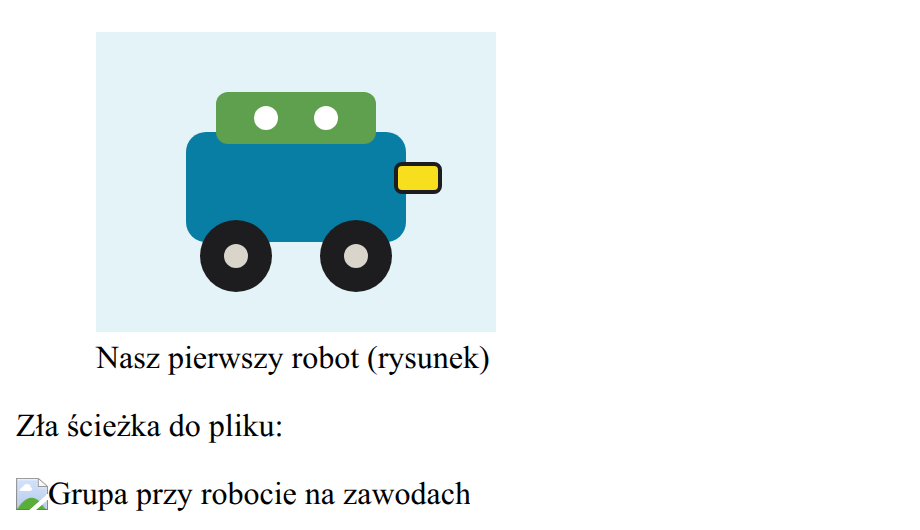 Nasz pierwszy robot (rysunek)
Zła ścieżka do pliku:
Grupa przy robocie na zawodach